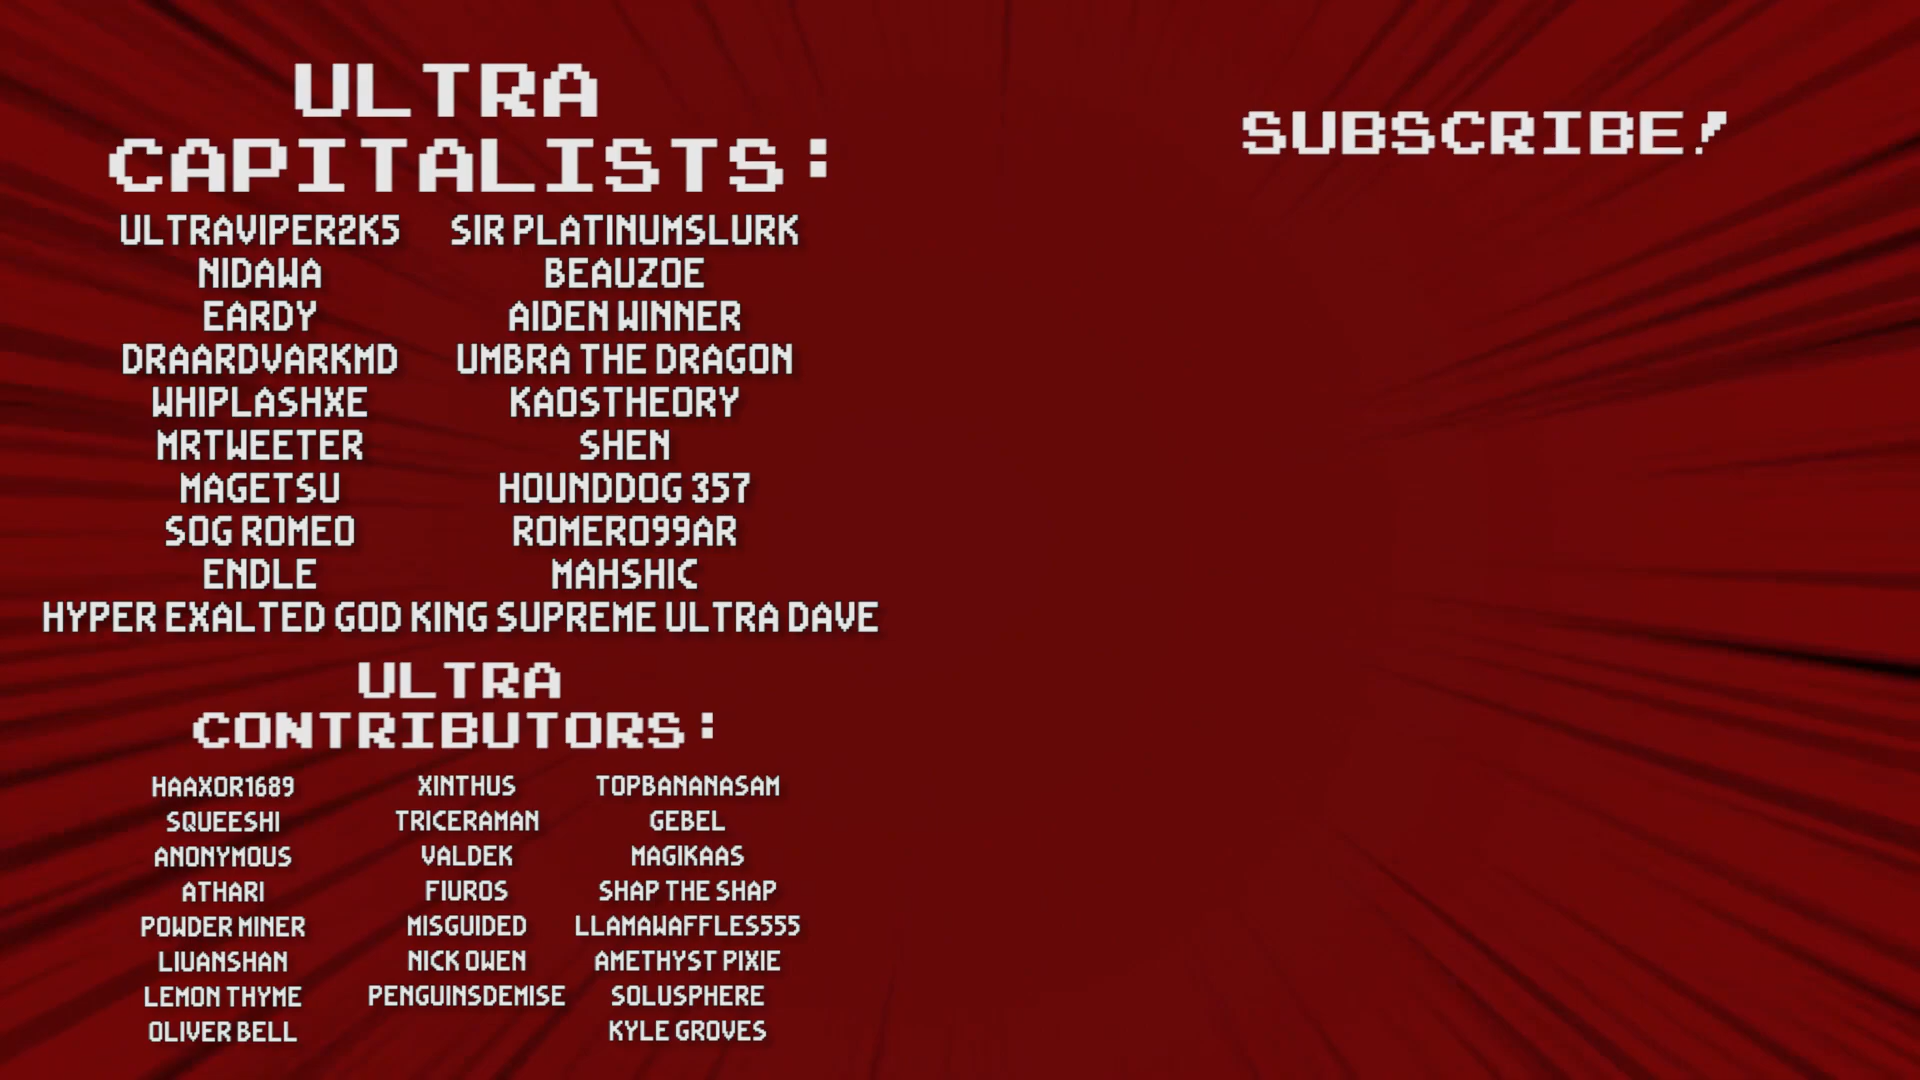 ULTRA
CAPITALISTS:
ULTRAVIPER2K5 SIR PLATINUMSLURK
NIDAWA BEAUZOE
EARDY AIDEN WINNER
DRAARDVARKMD UMBRA THE DRAGON
WHIPLASHXE KAOSTHEORY
MRTWEETER SHEN
MAGETSU HOUNDDOG 357
SOG ROMEO ROMERO99AR
ENDLE MAHSHIC
HYPER EXALTED GOD KING SUPREME ULTRA DAVE
ULTRA
CONTRIBUTORS:
HAAXOR1689 XINTHUS TOPBANANASAM
SQUEESHI TRICERAMAN GEBEL
ANONYMOUS VALDEK MAGIKAAS
ATHARI FIUROS SHAP THE SHAP
POWDER MINER MISGUIDED LLAMAWAFFLES555
LIUANSHAN NICK OWEN AMETHYST PIXIE
LEMON THYME PENGUINSDEMISE SOLUSPHERE
OLIVER BELL KYLE GROVES
SUBSCRIBE!